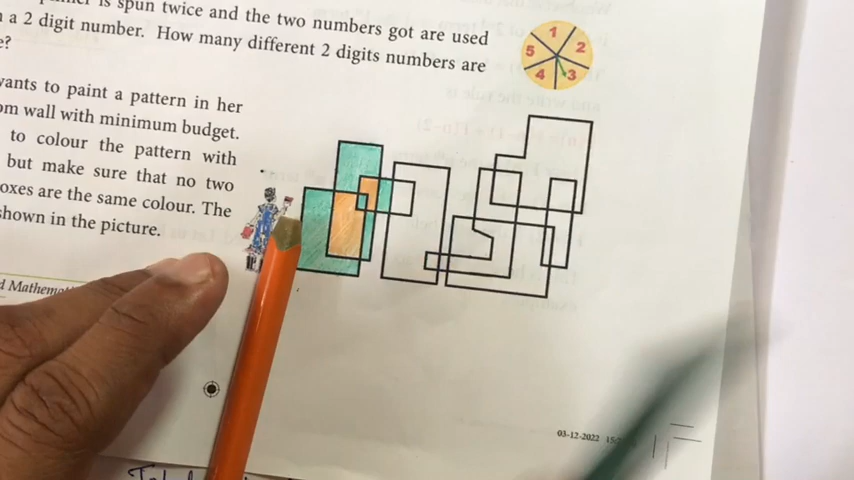 is spun twice and the two numbers got are used
a 2 digit number. How many different 2 digits numbers are
e?
1
2
3
4
5
wants to paint a pattern in her
om wall with minimum budget.
to colour the pattern with
but make sure that no two
oxes are the same colour. The
shown in the picture.
d Mathema
03-12-2022 15: